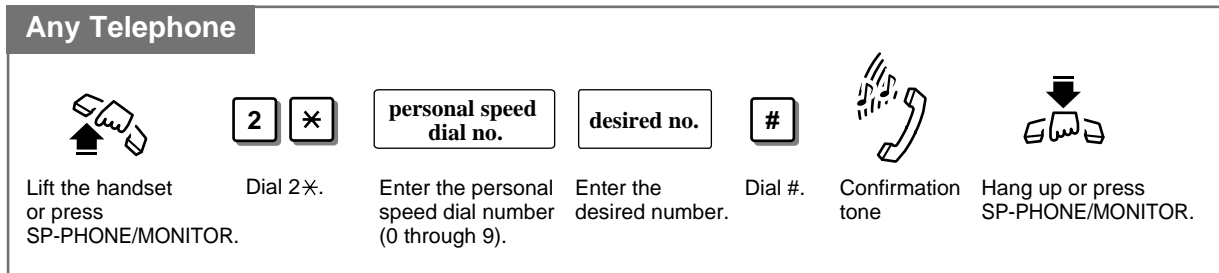 Any Telephone
2 ✕
personal speed
dial no.
desired no.
#
Lift the handset
or press
SP-PHONE/MONITOR.
Dial 2✕.
Enter the personal
speed dial number
(0 through 9).
Enter the
desired number.
Dial #.
Confirmation
tone
Hang up or press
SP-PHONE/MONITOR.